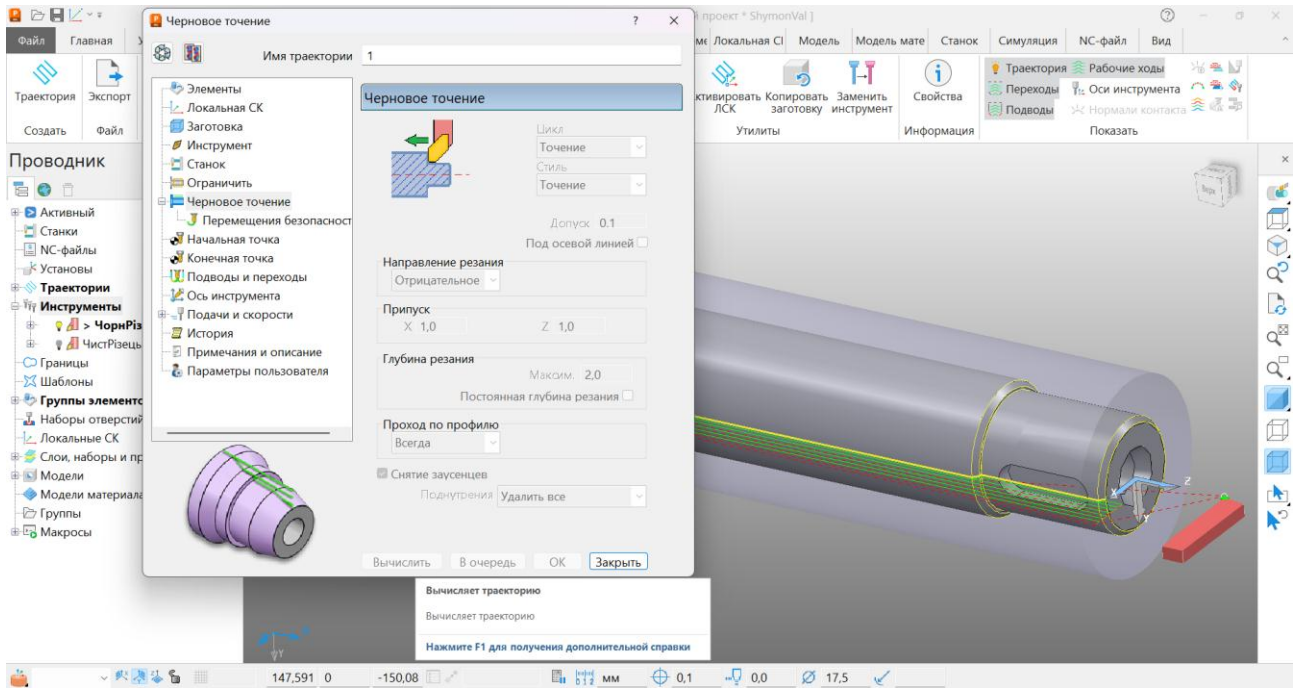 й проект * ShymonVal ]
Файл Главная
ме Локальная СІ Модель Модель мате Станок Симуляция NC-файл Вид
Траектория Экспорт
Создать Файл
ктивировать ЛСК
Копировать заготовку
Заменить инструмент
Утилиты
Свойства
Информация
Траектория Рабочие ходы
Переходы Оси инструмента
Подводы Нормали контакта
Показать
Проводник
Активный
Станки
NC-файлы
Установы
Траектории
Инструменты
> ЧорнРіз
ЧистРізець
Границы
Шаблоны
Группы элементо
Наборы отверстий
Локальные СК
Слои, наборы и пр
Модели
Модели материала
Группы
Макросы
Черновое точение ?
Имя траектории 1
Элементы
Локальная СК
Заготовка
Инструмент
Станок
Ограничить
Черновое точение
Перемещения безопасност
Начальная точка
Конечная точка
Подводы и переходы
Ось инструмента
Подачи и скорости
История
Примечания и описание
Параметры пользователя
Черновое точение
Цикл
Точение
Стиль
Точение
Допуск 0.1
Под осевой линией
Направление резания
Отрицательное
Припуск
X 1,0 Z 1,0
Глубина резания
Максим. 2,0
Постоянная глубина резания
Проход по профилю
Всегда
Снятие заусенцев
Поднутрения Удалить все
Вычислить В очередь ОК Закрыть
Вычисляет траекторию
Вычисляет траекторию
Нажмите F1 для получения дополнительной справки
X Z
Y
Y
147,591 0 -150,08 мм 0,1 0,0 17,5